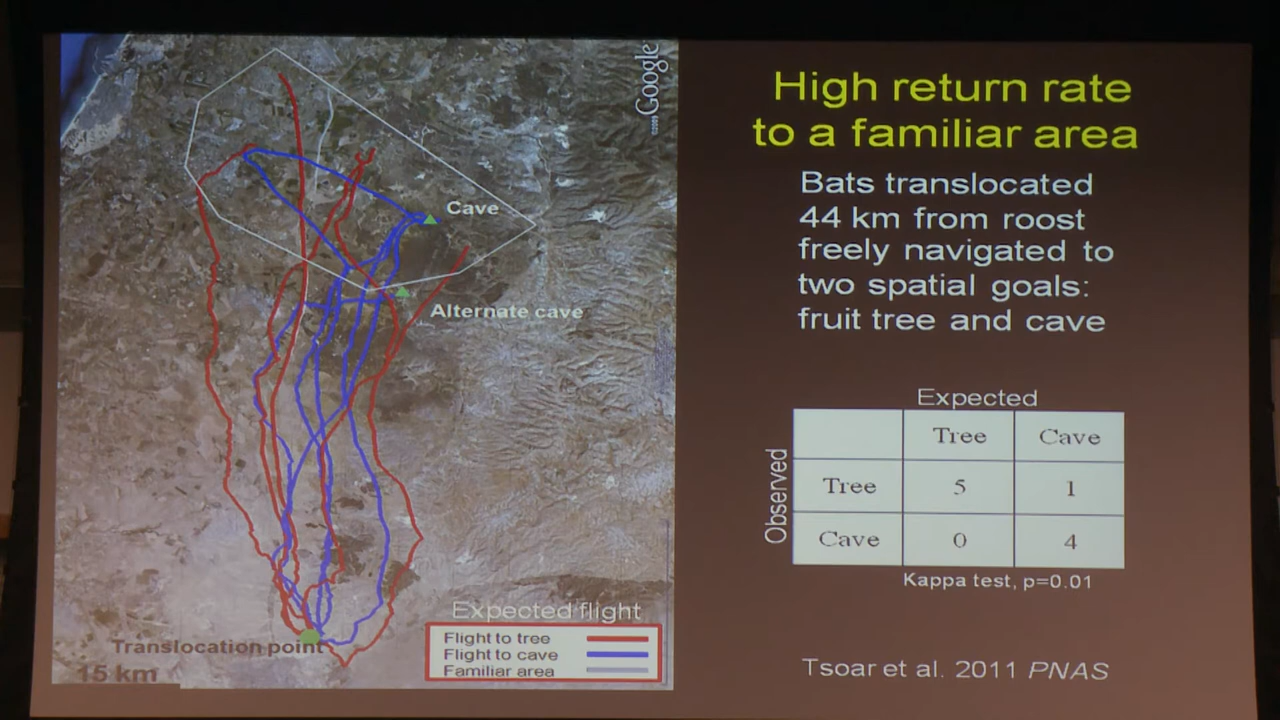 Google
Cave
Alternate cave
Translocation point
15 km
Expected flight
Flight to tree
Flight to cave
Familiar area
High return rate
to a familiar area
Bats translocated
44 km from roost
freely navigated to
two spatial goals:
fruit tree and cave
Expected
Observed
Tree Cave
Tree 5 1
Cave 0 4
Kappa test, p=0.01
Tsoar et al. 2011 PNAS